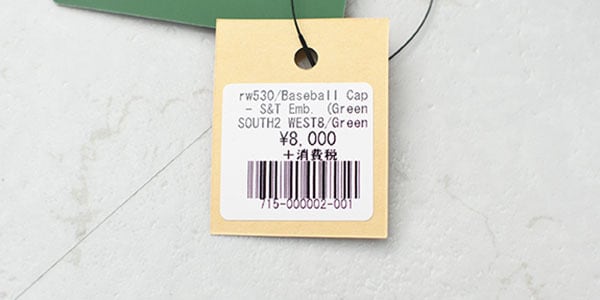 rw530/Baseball Cap
- S&T Emb. (Green
SOUTH2 WEST8/Green
¥8,000
+消費税
715-000002-001